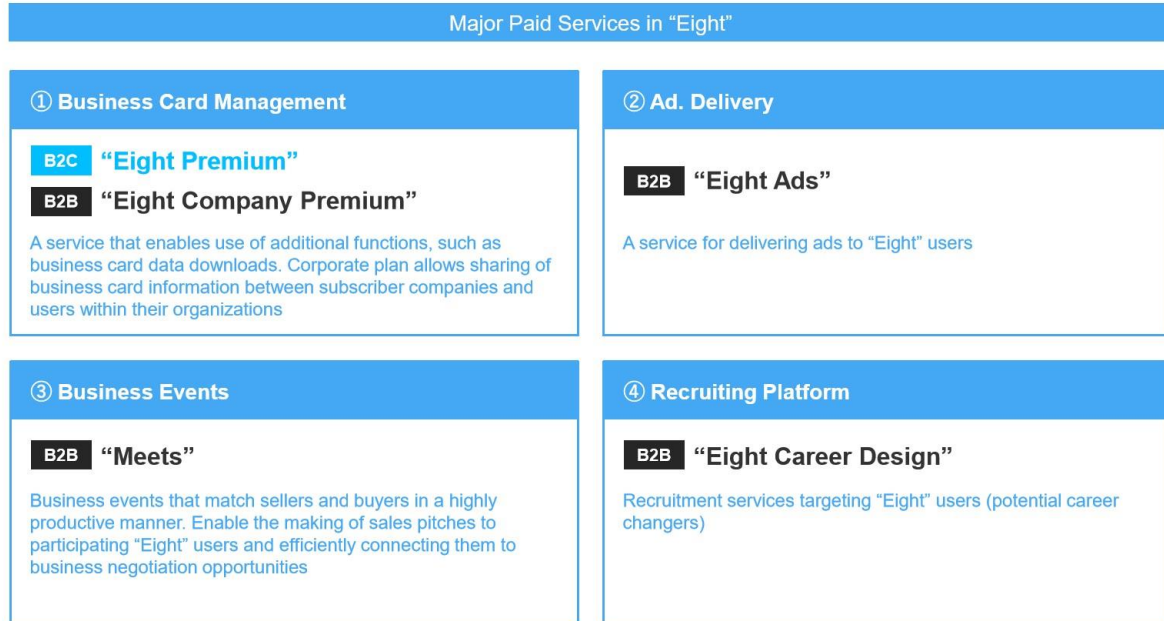 Major Paid Services in “Eight”
① Business Card Management
B2C “Eight Premium”
B2B “Eight Company Premium”
A service that enables use of additional functions, such as
business card data downloads. Corporate plan allows sharing of
business card information between subscriber companies and
users within their organizations
② Ad. Delivery
B2B “Eight Ads”
A service for delivering ads to “Eight” users
③ Business Events
B2B “Meets”
Business events that match sellers and buyers in a highly
productive manner. Enable the making of sales pitches to
participating “Eight” users and efficiently connecting them to
business negotiation opportunities
④ Recruiting Platform
B2B “Eight Career Design”
Recruitment services targeting “Eight” users (potential career
changers)